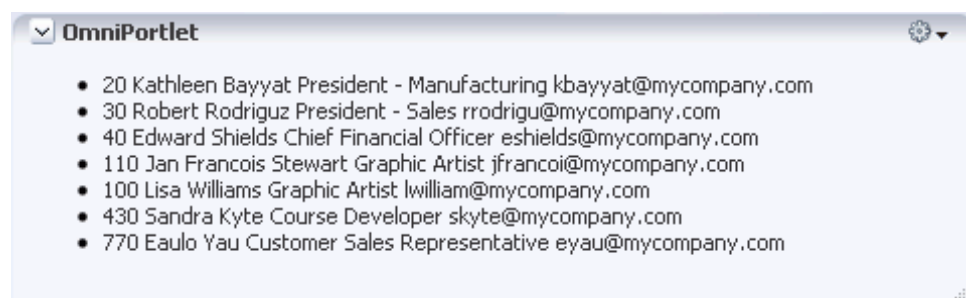 OmniPortlet
• 20 Kathleen Bayyat President - Manufacturing kbayyat@mycompany.com
• 30 Robert Rodriguz President - Sales rrodrigu@mycompany.com
• 40 Edward Shields Chief Financial Officer eshields@mycompany.com
• 110 Jan Francois Stewart Graphic Artist jfrancoi@mycompany.com
• 100 Lisa Williams Graphic Artist lwilliam@mycompany.com
• 430 Sandra Kyte Course Developer skyte@mycompany.com
• 770 Eaulo Yau Customer Sales Representative eyau@mycompany.com